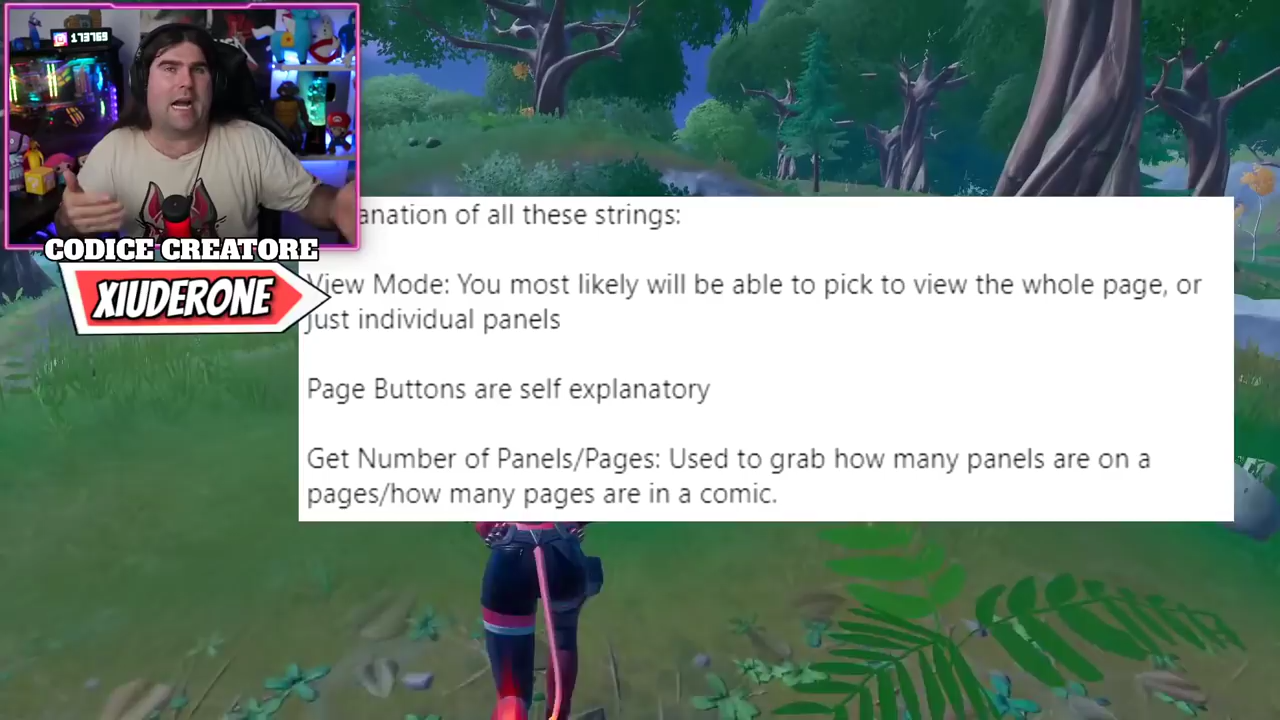 173769
CODICE CREATORE
XIUDERONE
anation of all these strings:
View Mode: You most likely will be able to pick to view the whole page, or
just individual panels
Page Buttons are self explanatory
Get Number of Panels/Pages: Used to grab how many panels are on a
pages/how many pages are in a comic.